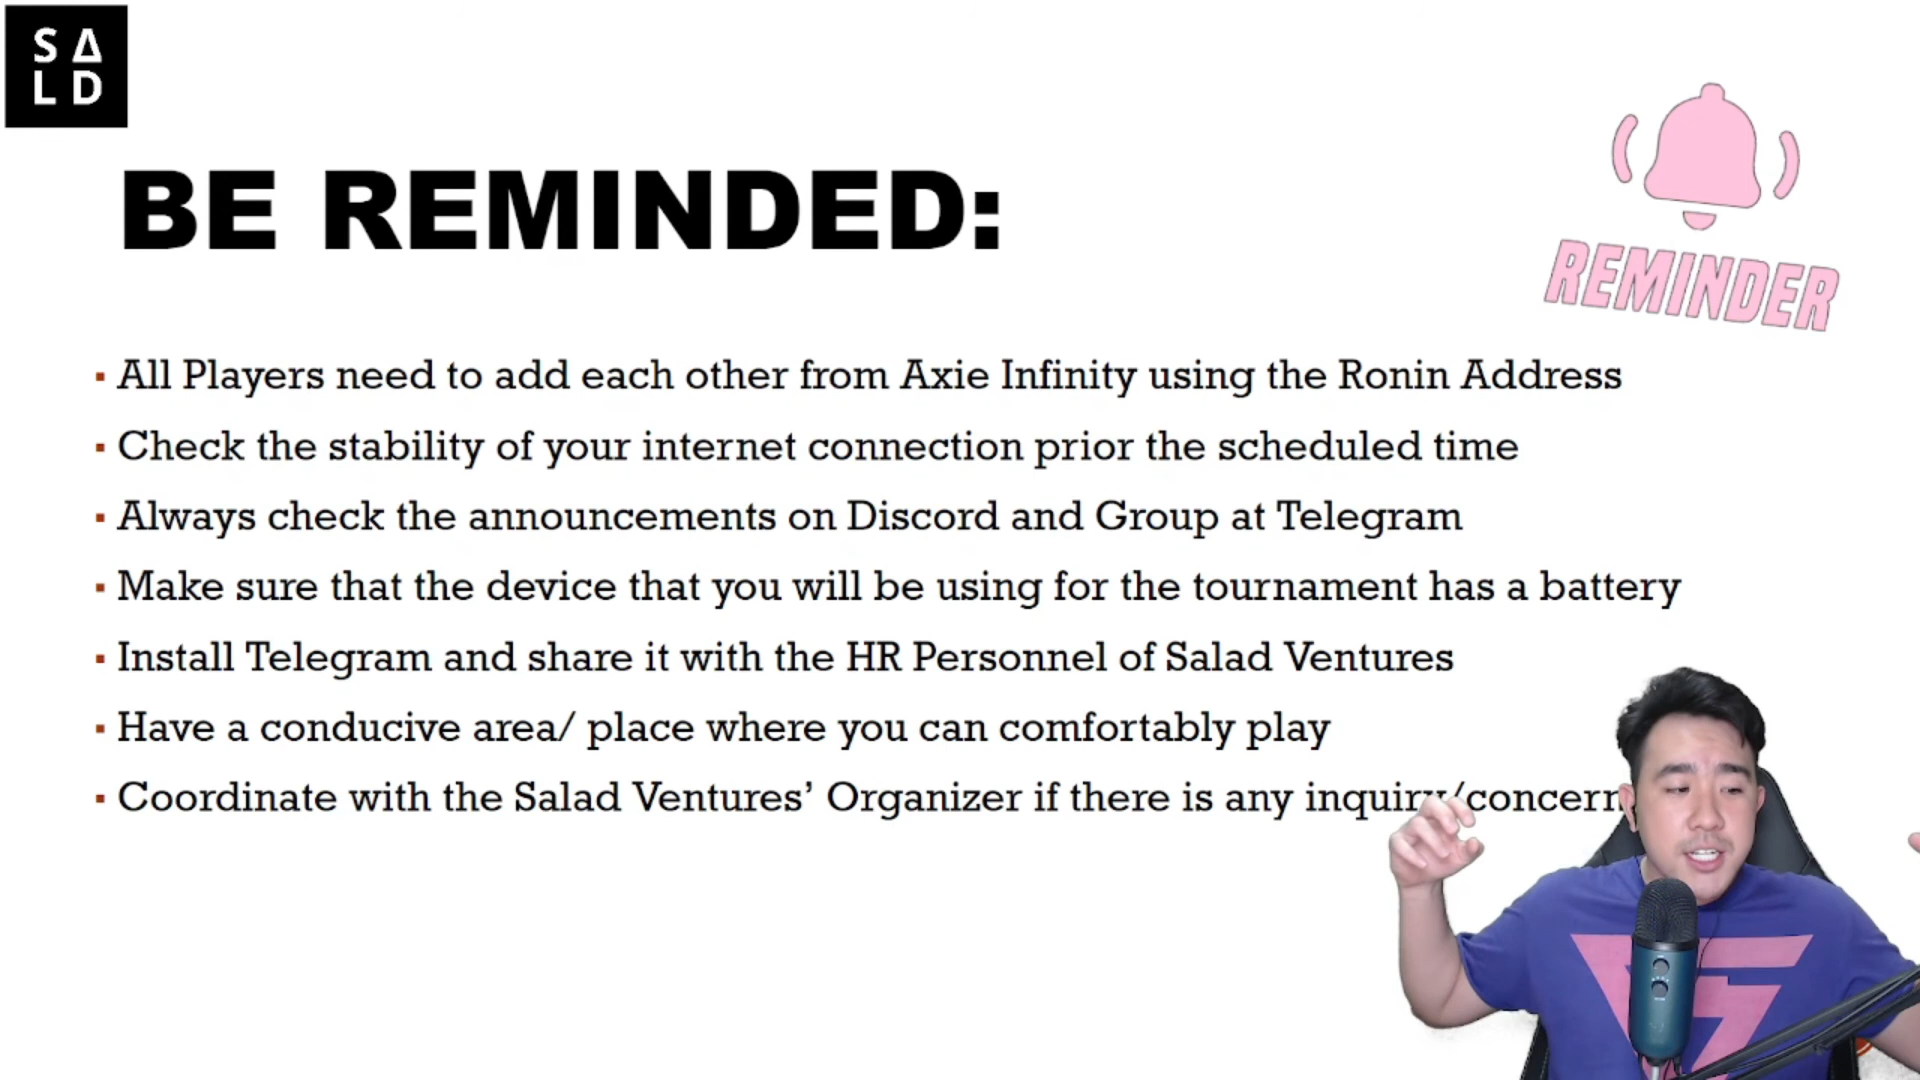 SA
LD
REMINDER
BE REMINDED:
All Players need to add each other from Axie Infinity using the Ronin Address
Check the stability of your internet connection prior the scheduled time
Always check the announcements on Discord and Group at Telegram
Make sure that the device that you will be using for the tournament has a battery
Install Telegram and share it with the HR Personnel of Salad Ventures
Have a conducive area/ place where you can comfortably play
Coordinate with the Salad Ventures’ Organizer if there is any inquiry/concern